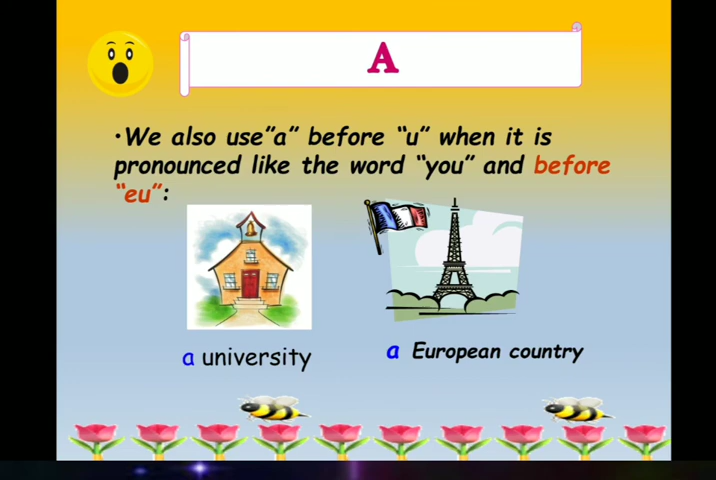 A
•We also use”a” before “u” when it is
pronounced like the word “you” and before
“eu”:
a university
a European country